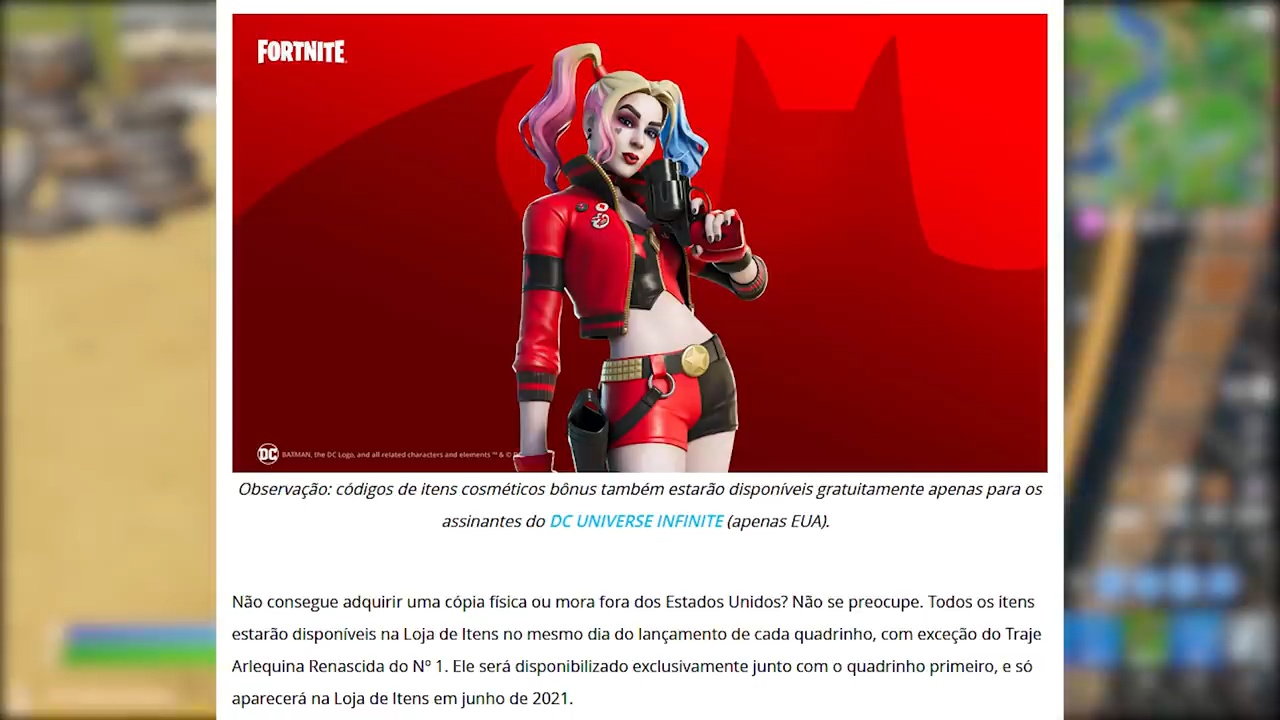 FORTNITE
DC BATMAN, the DC Logo, and all related characters and elements ™ & ©
Observação: códigos de itens cosméticos bônus também estarão disponíveis gratuitamente apenas para os
assinantes do DC UNIVERSE INFINITE (apenas EUA).
Não consegue adquirir uma cópia física ou mora fora dos Estados Unidos? Não se preocupe. Todos os itens
estarão disponíveis na Loja de Itens no mesmo dia do lançamento de cada quadrinho, com exceção do Traje
Arlequina Renascida do Nº 1. Ele será disponibilizado exclusivamente junto com o quadrinho primeiro, e só
aparecerá na Loja de Itens em junho de 2021.